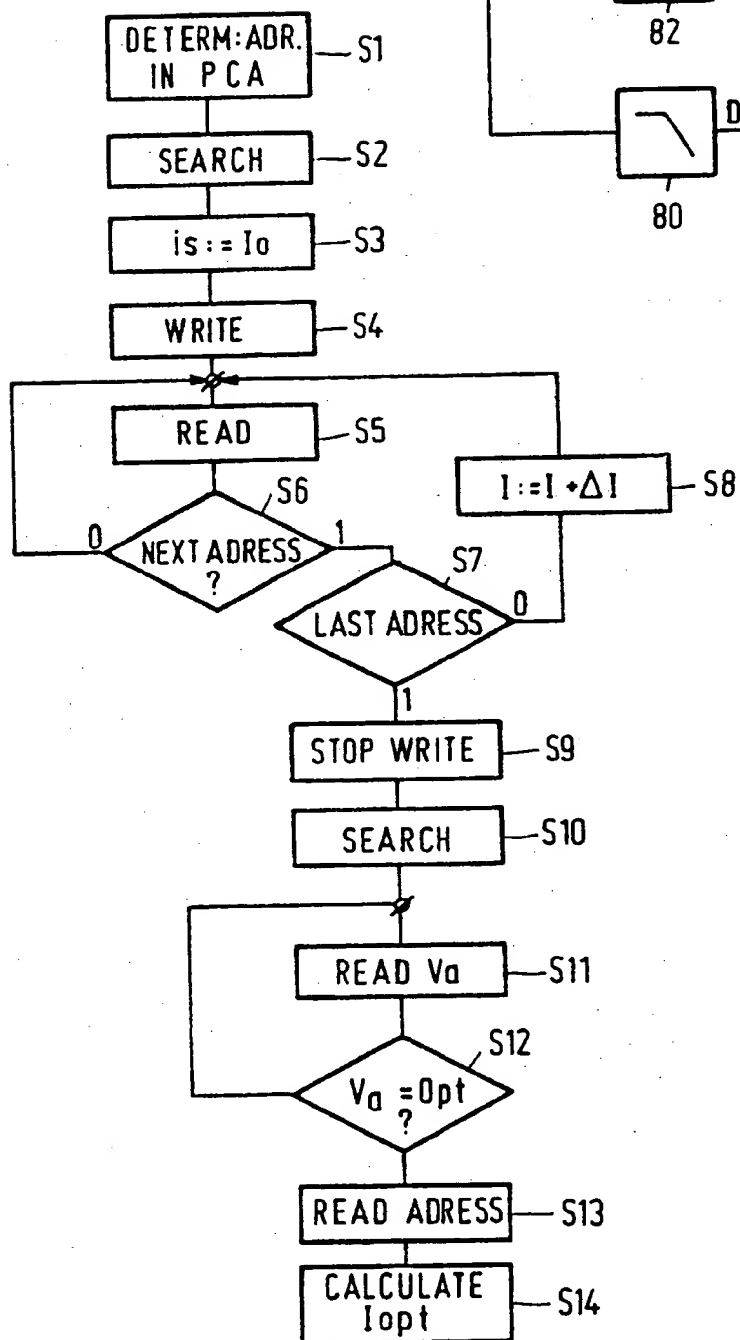 82
D
80
DETERM:ADR.
IN PCA
S1
SEARCH
S2
is := Io
S3
WRITE
S4
READ
S5
S6
0
NEXT ADRESS
?
1
I:=I+ΔI
S8
S7
LAST ADRESS
0
1
STOP WRITE
S9
SEARCH
S10
READ Va
S11
S12
Va = Opt
?
READ ADRESS
S13
CALCULATE
Iopt
S14